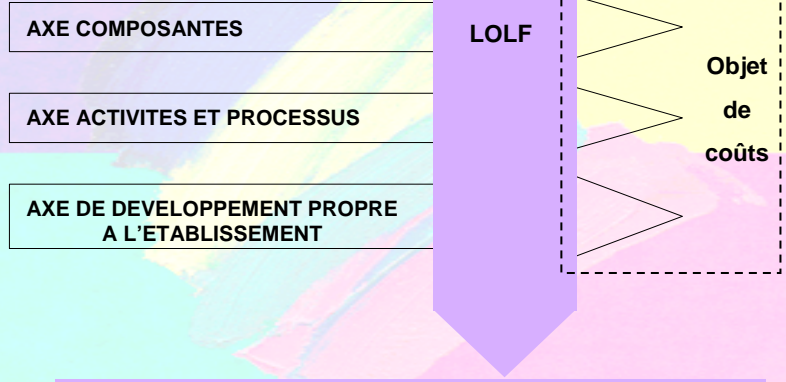 AXE COMPOSANTES
LOLF
Objet
de
coûts
AXE ACTIVITES ET PROCESSUS
AXE DE DEVELOPPEMENT PROPRE
A L'ETABLISSEMENT